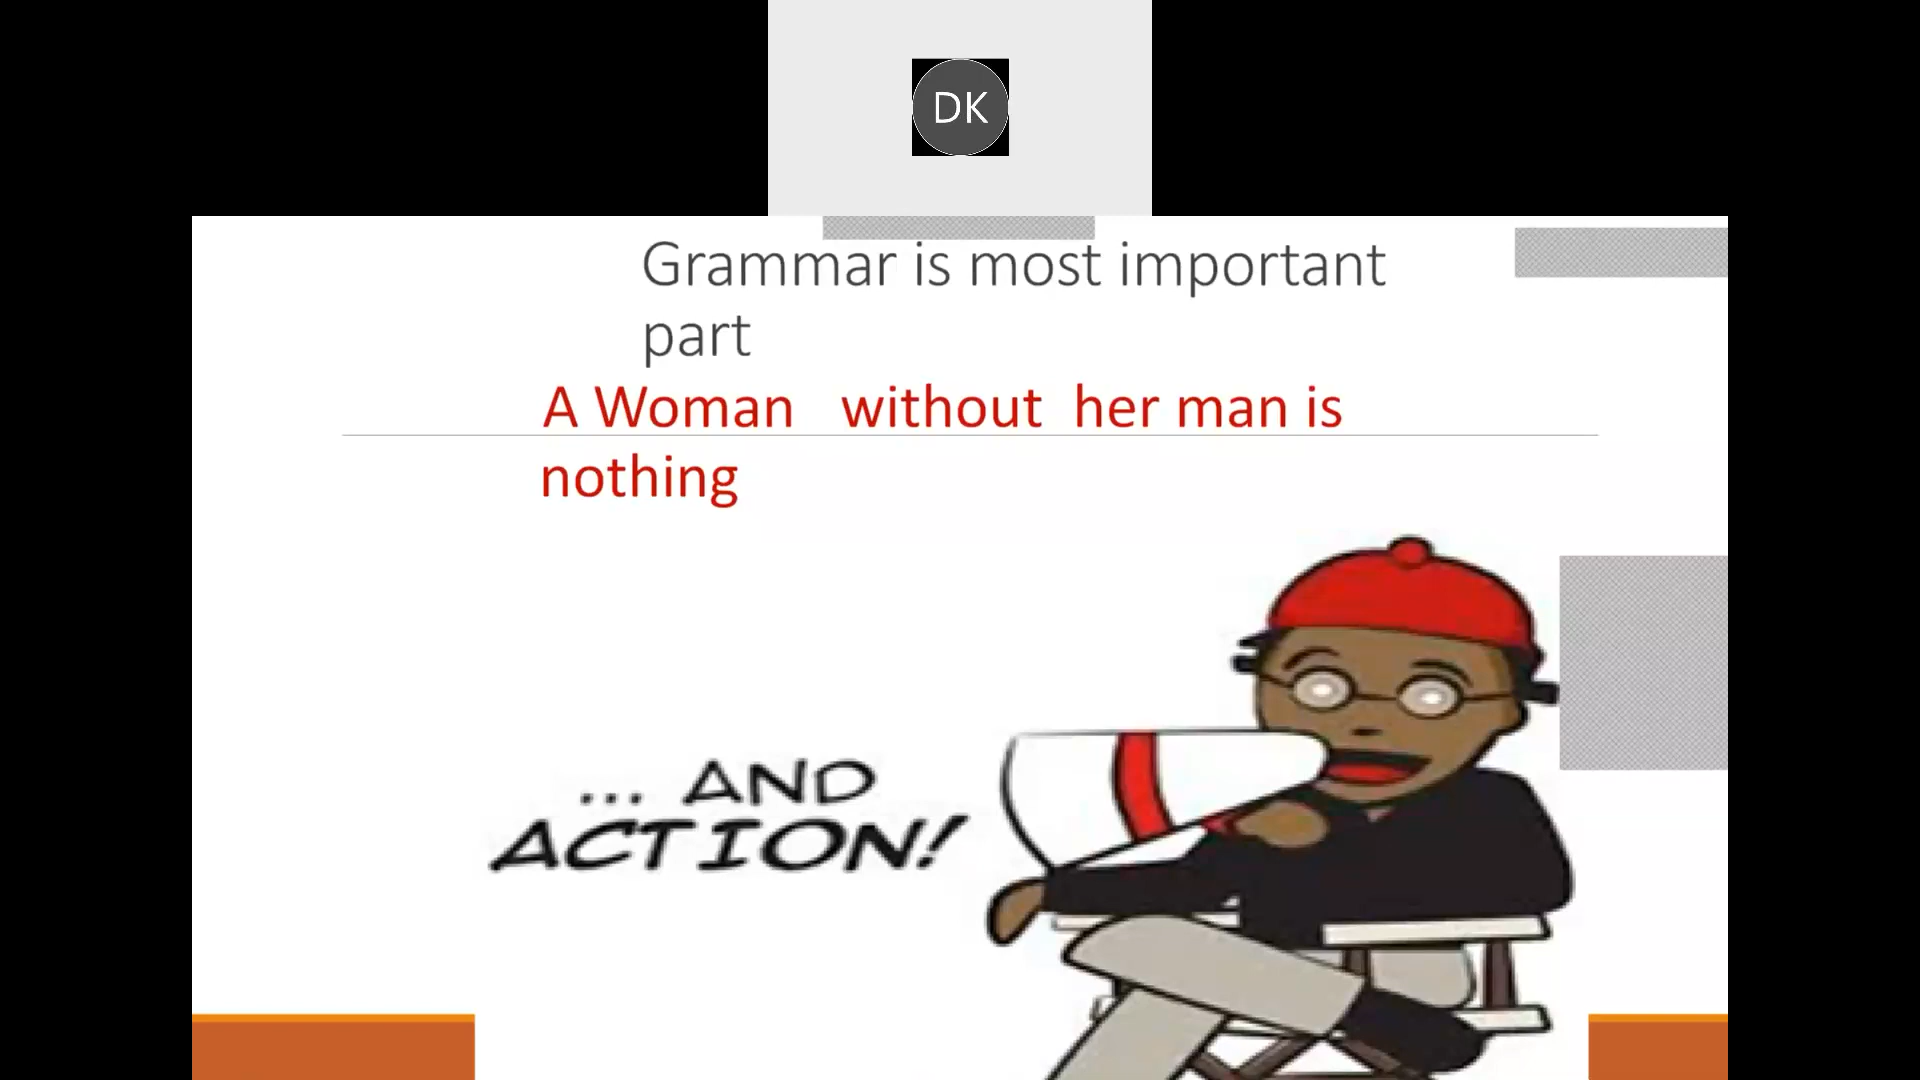 DK
Grammar is most important
part
A Woman without her man is
nothing
... AND
ACTION!